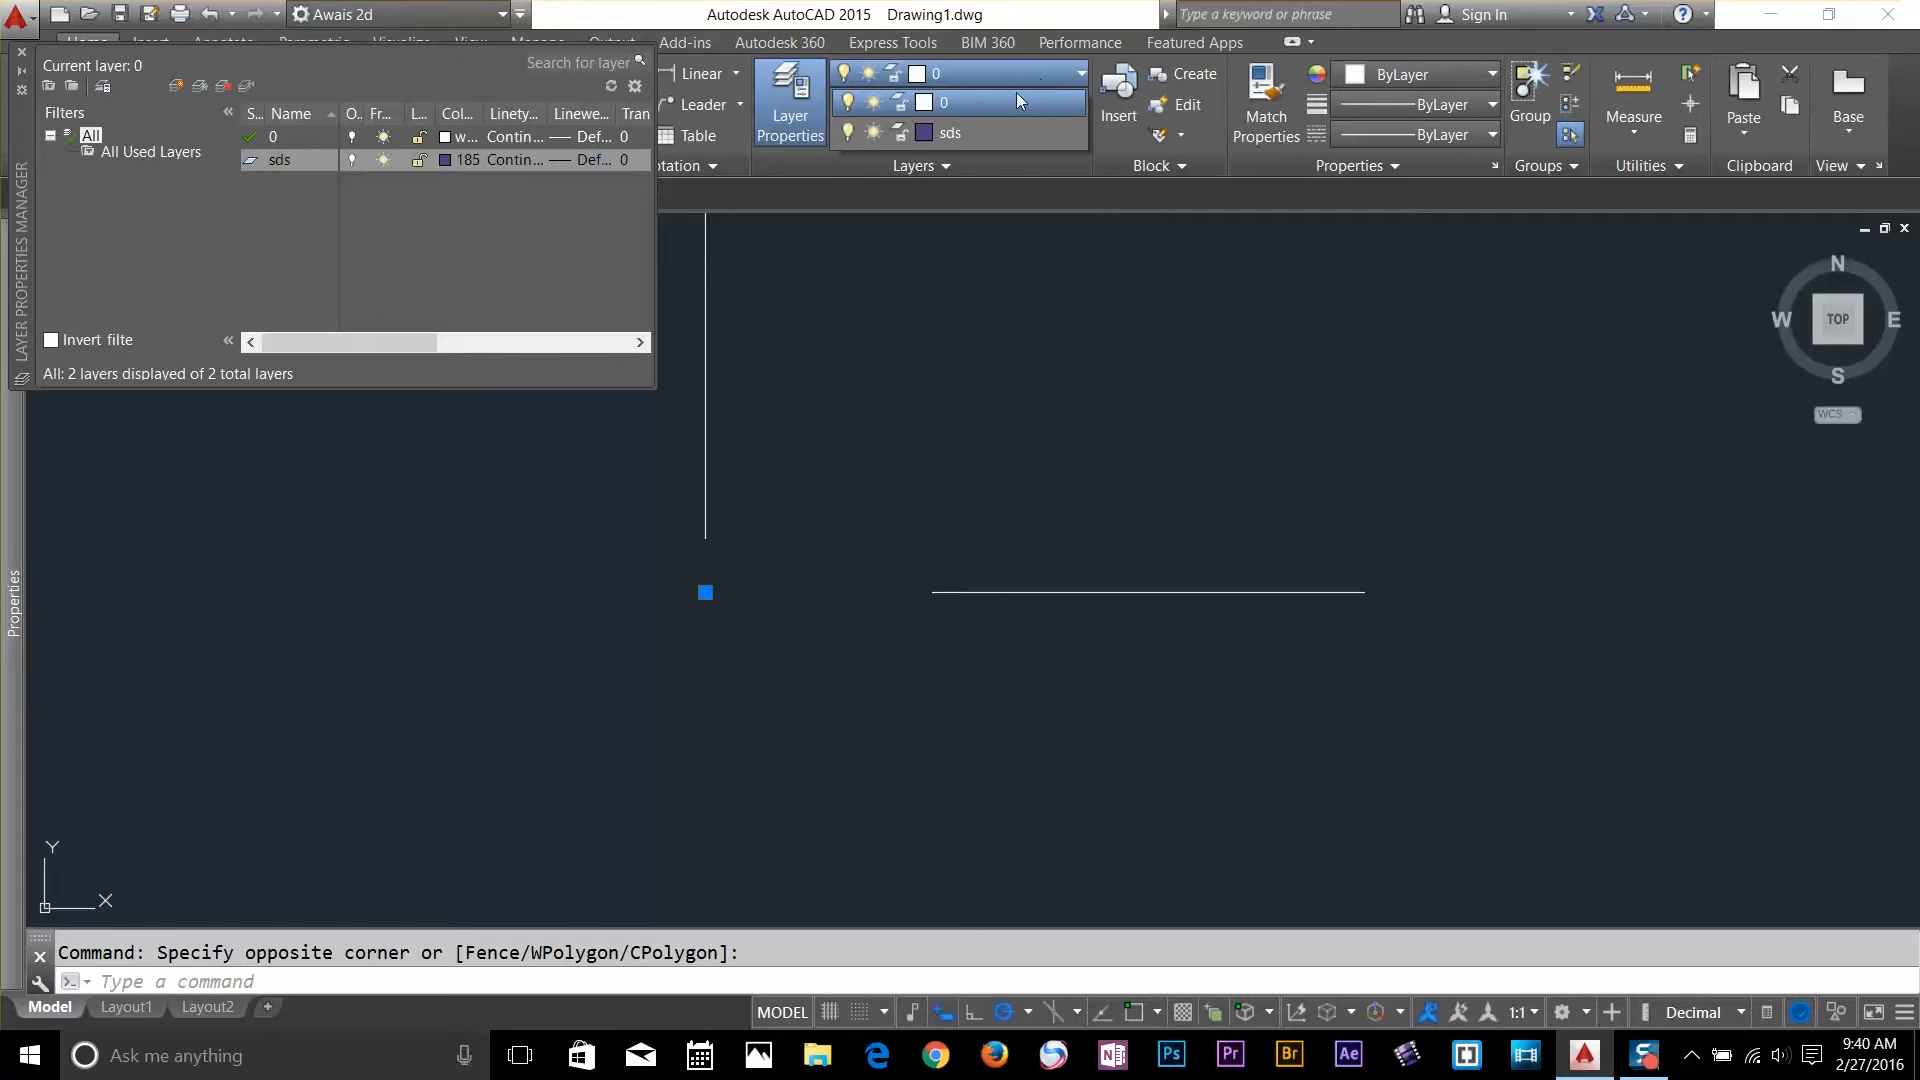 Awais 2d
Autodesk AutoCAD 2015 Drawing1.dwg
Type a keyword or phrase
Sign In
Add-ins Autodesk 360 Express Tools BIM 360 Performance Featured Apps
Current layer: 0
Search for layer
Filters
S.. Name O. Fr... L... Col... Linety... Linewe... Tran
All
All Used Layers
0 w... Contin... Def... 0
sds 185 Contin... Def... 0
Invert filte
All: 2 layers displayed of 2 total layers
LAYER PROPERTIES MANAGER
Linear
Leader
Table
otation
Layer
Properties
0
0
sds
Layers
Insert
Create
Edit
Block
Match
Properties
ByLayer
ByLayer
ByLayer
Properties
Group
Groups
Measure
Utilities
Paste
Clipboard
Base
View
N
W TOP E
S
WCS
Properties
Y
X
Command: Specify opposite corner or [Fence/WPolygon/CPolygon]:
Type a command
Model Layout1 Layout2
MODEL 1:1 Decimal
Ask me anything
N Ps Pr Br Ae
9:40 AM
2/27/2016